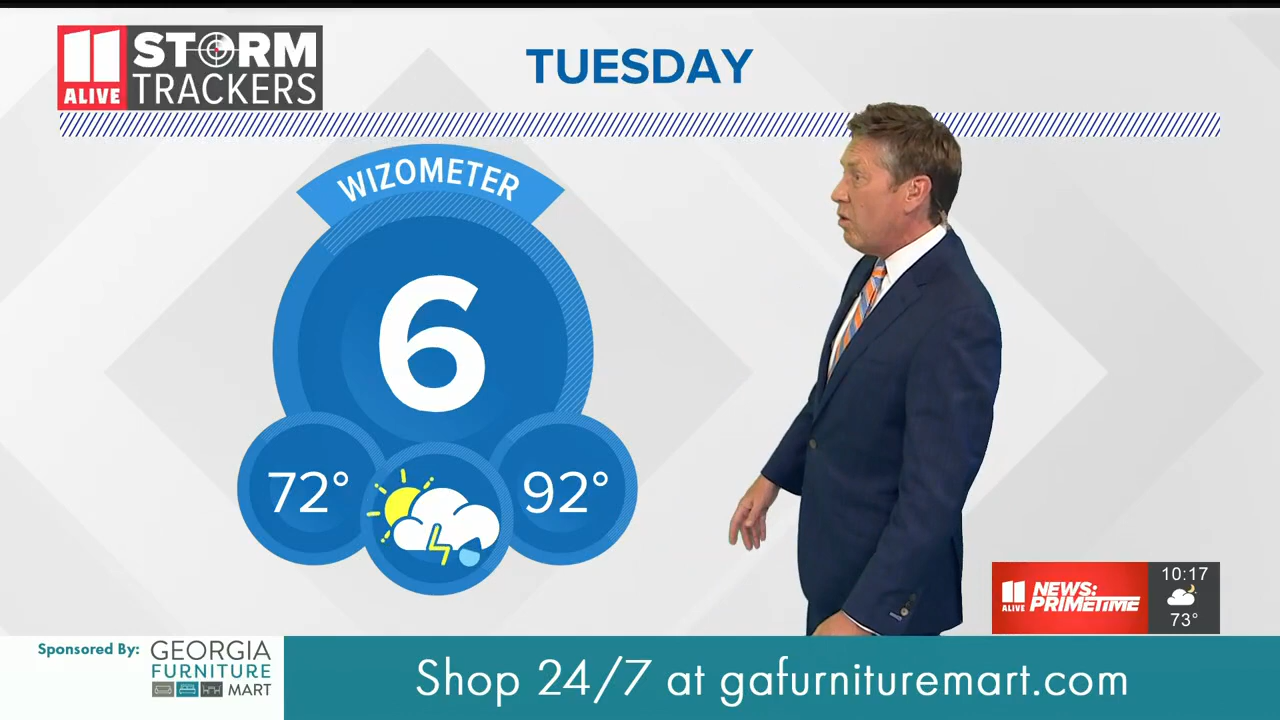 11 ALIVE
STORM
TRACKERS
TUESDAY
WIZOMETER
6
72°
92°
11 ALIVE
NEWS:
PRIMETIME
10:17
73°
Sponsored By:
GEORGIA
FURNITURE
MART
Shop 24/7 at gafurnituremart.com